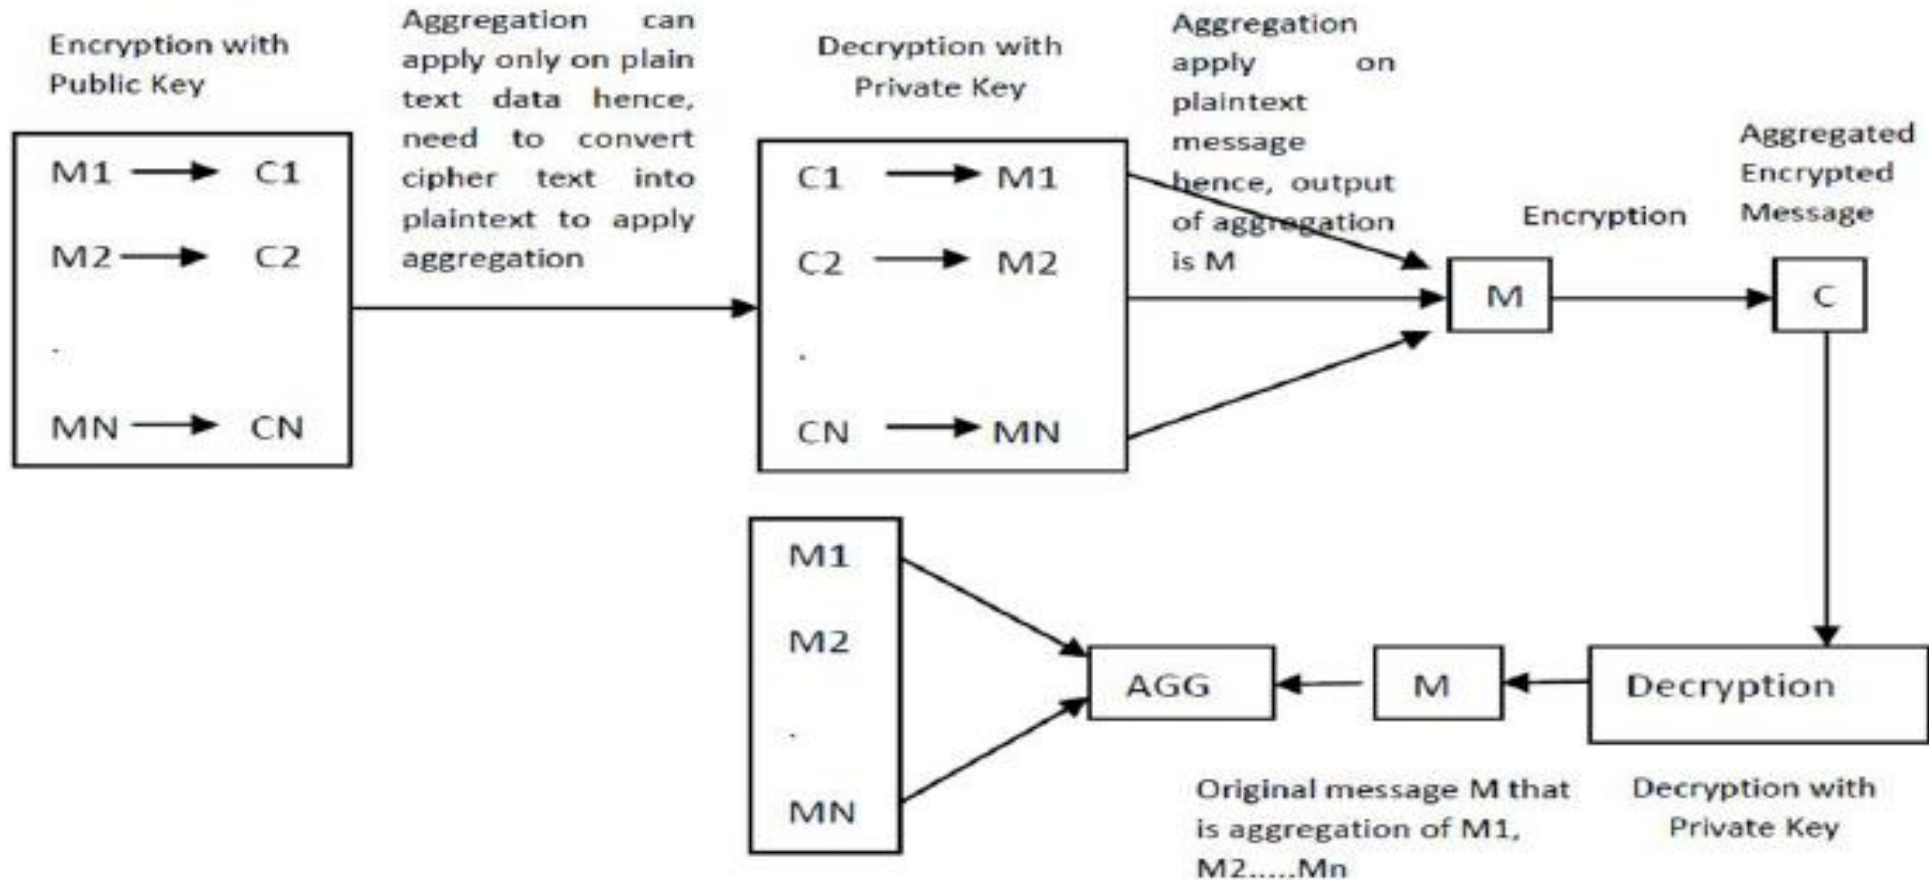 Encryption with
Public Key
M1 C1
M2 C2
.
MN CN
Aggregation can
apply only on plain
text data hence,
need to convert
cipher text into
plaintext to apply
aggregation
Decryption with
Private Key
C1 M1
C2 M2
.
CN MN
Aggregation
apply on
plaintext
message
hence, output
of aggregation
is M
M
Encryption
Aggregated
Encrypted
Message
C
M1
M2
.
MN
AGG
M
Decryption
Original message M that
is aggregation of M1,
M2.....Mn
Decryption with
Private Key